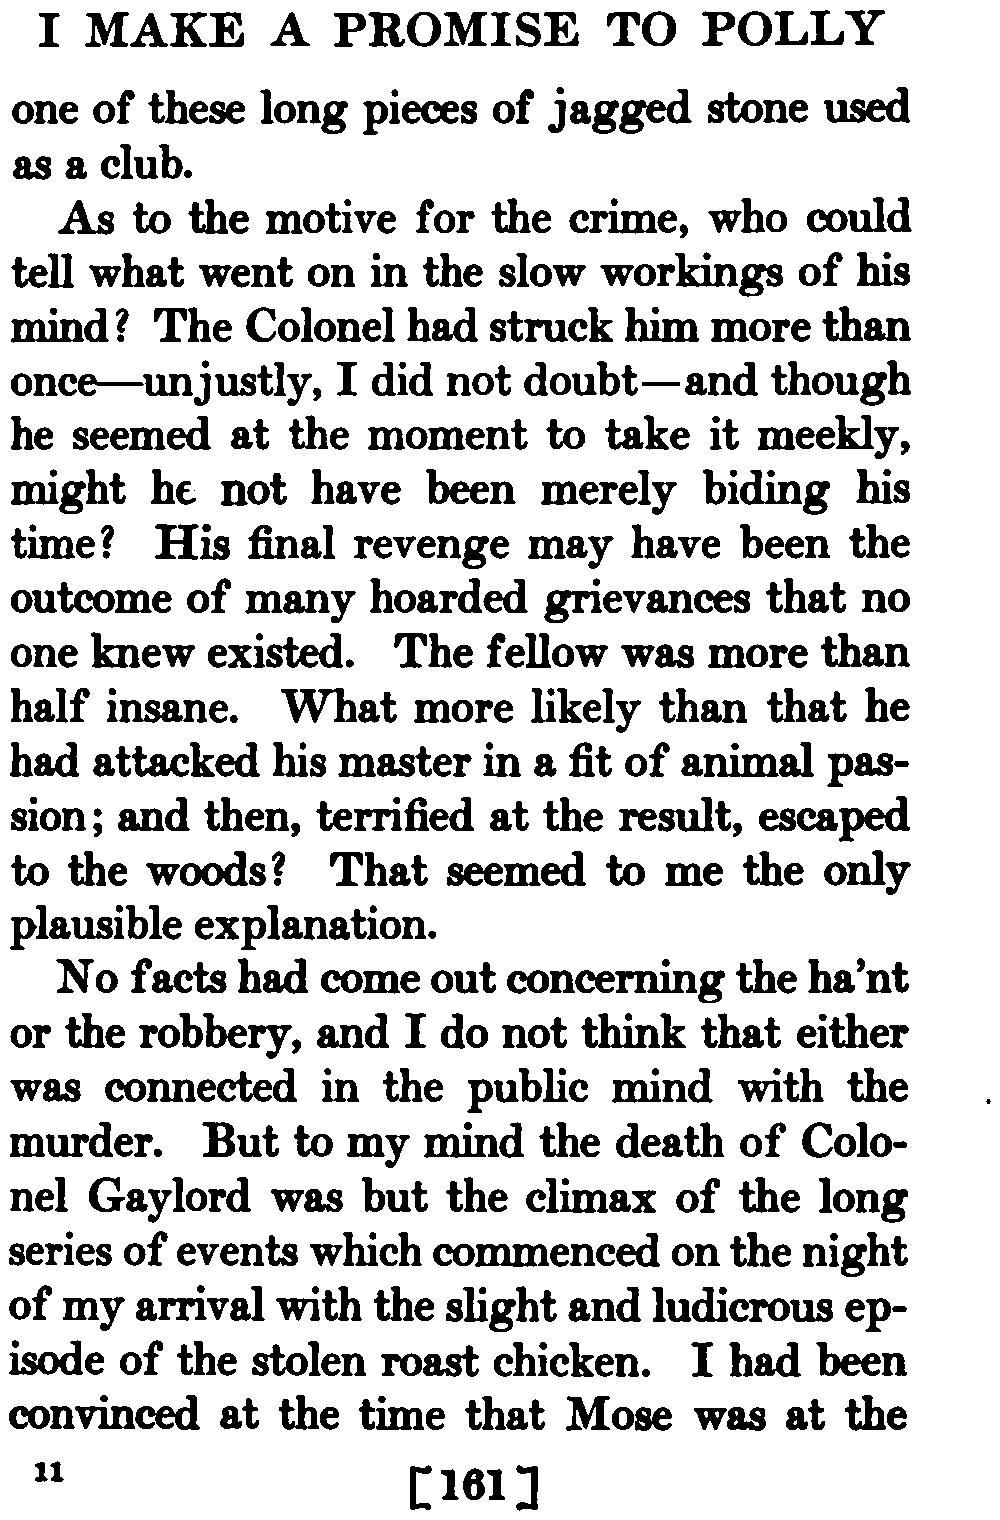 I MAKE A PROMISE TO POLLY
one of these long pieces of jagged stone used
as a club.
As to the motive for the crime, who could
tell what went on in the slow workings of his
mind? The Colonel had struck him more than
once—unjustly, I did not doubt—and though
he seemed at the moment to take it meekly,
might he not have been merely biding his
time? His final revenge may have been the
outcome of many hoarded grievances that no
one knew existed. The fellow was more than
half insane. What more likely than that he
had attacked his master in a fit of animal pas-
sion; and then, terrified at the result, escaped
to the woods? That seemed to me the only
plausible explanation.
No facts had come out concerning the ha'nt
or the robbery, and I do not think that either
was connected in the public mind with the
murder. But to my mind the death of Colo-
nel Gaylord was but the climax of the long
series of events which commenced on the night
of my arrival with the slight and ludicrous ep-
isode of the stolen roast chicken. I had been
convinced at the time that Mose was at the
11 [161]